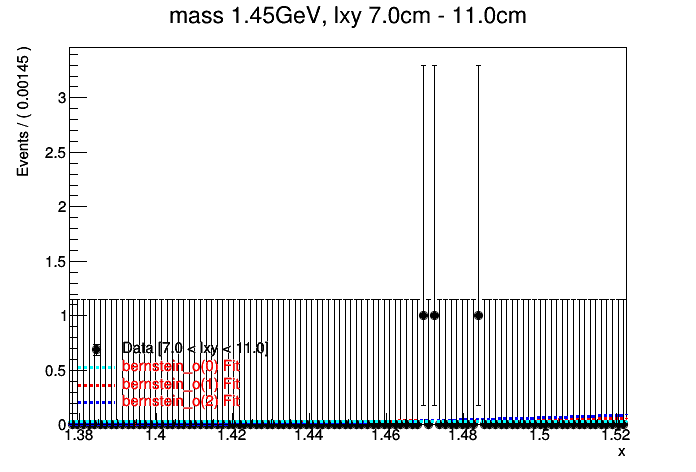 mass 1.45GeV, lxy 7.0cm - 11.0cm
Events / ( 0.00145 )
3
2.5
2
1.5
1
0.5
0
Data [7.0 < lxy < 11.0]
bernstein_o(0) Fit
bernstein_o(1) Fit
bernstein_o(2) Fit
1.38 1.4 1.42 1.44 1.46 1.48 1.5 1.52
x